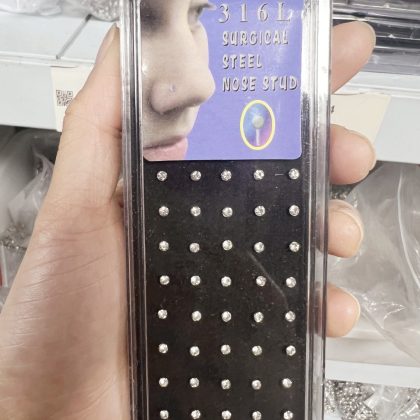 316L
SURGICAL
STEEL
NOSE STUD